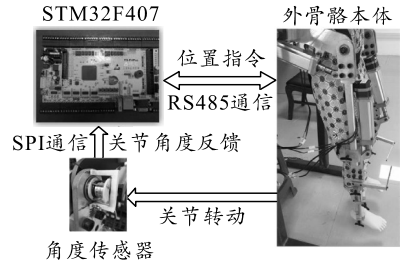 STM32F407
外骨骼本体
位置指令
RS485通信
SPI通信
关节角度反馈
关节转动
角度传感器